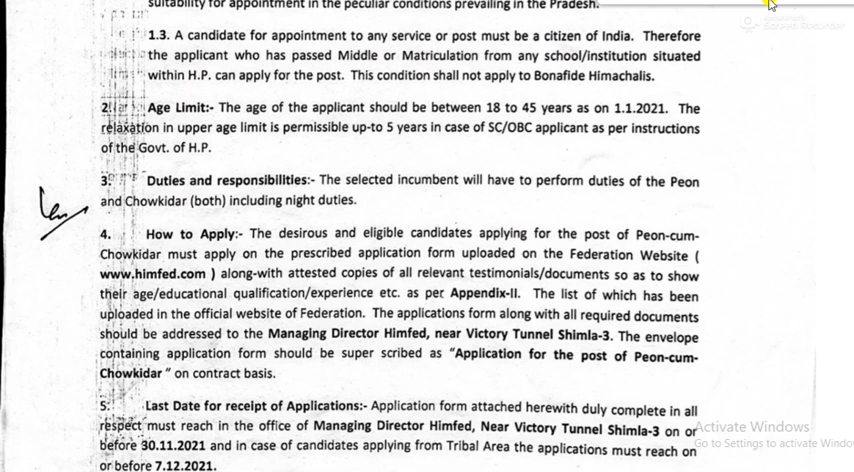 suitability for appointment in the peculiar conditions prevailing in the Pradesh.
1.3. A candidate for appointment to any service or post must be a citizen of India. Therefore
the applicant who has passed Middle or Matriculation from any school/institution situated
within H.P. can apply for the post. This condition shall not apply to Bonafide Himachalis.
2. Age Limit:- The age of the applicant should be between 18 to 45 years as on 1.1.2021. The
relaxation in upper age limit is permissible up-to 5 years in case of SC/OBC applicant as per instructions
of the Govt. of H.P.
3. Duties and responsibilities:- The selected incumbent will have to perform duties of the Peon
and Chowkidar (both) including night duties.
4. How to Apply:- The desirous and eligible candidates applying for the post of Peon-cum-
Chowkidar must apply on the prescribed application form uploaded on the Federation Website (
www.himfed.com ) along-with attested copies of all relevant testimonials/documents so as to show
their age/educational qualification/experience etc. as per Appendix-II. The list of which has been
uploaded in the official website of Federation. The applications form along with all required documents
should be addressed to the Managing Director Himfed, near Victory Tunnel Shimla-3. The envelope
containing application form should be super scribed as "Application for the post of Peon-cum-
Chowkidar " on contract basis.
5. Last Date for receipt of Applications:- Application form attached herewith duly complete in all
respect must reach in the office of Managing Director Himfed, Near Victory Tunnel Shimla-3 on or
before 30.11.2021 and in case of candidates applying from Tribal Area the applications must reach on
or before 7.12.2021.
Screen Recorder
Activate Windows
Go to Settings to activate Windo